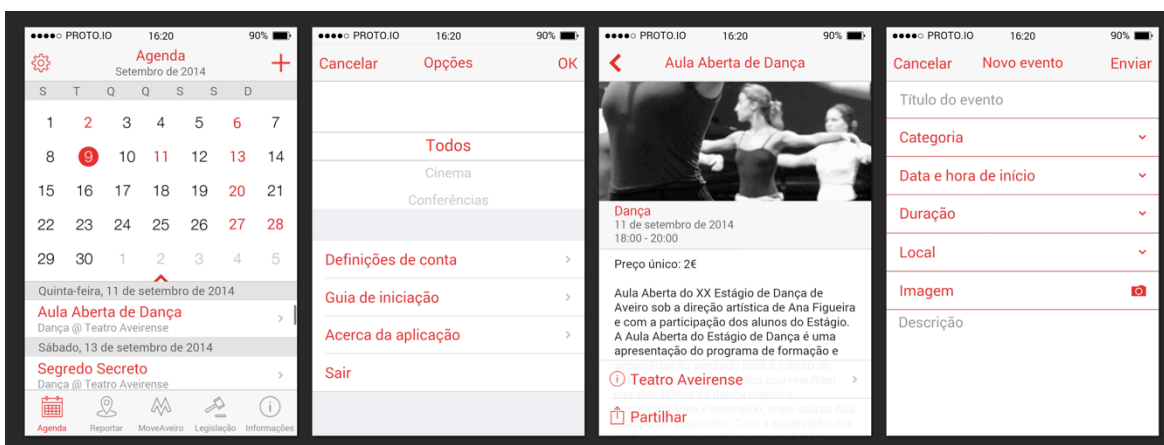 PROTO.IO 16:20 90%
Agenda
Setembro de 2014
S T Q Q S S D
1 2 3 4 5 6 7
8 9 10 11 12 13 14
15 16 17 18 19 20 21
22 23 24 25 26 27 28
29 30 1 2 3 4 5
Quinta-feira, 11 de setembro de 2014
Aula Aberta de Dança
Dança @ Teatro Aveirense
Sábado, 13 de setembro de 2014
Segredo Secreto
Dança @ Teatro Aveirense
Agenda Reportar MoveAveiro Legislação Informações
PROTO.IO 16:20 90%
Cancelar Opções OK
Todos
Cinema
Conferências
Definições de conta
Guia de iniciação
Acerca da aplicação
Sair
PROTO.IO 16:20 90%
Aula Aberta de Dança
Dança
11 de setembro de 2014
18:00 - 20:00
Preço único: 2€
Aula Aberta do XX Estágio de Dança de
Aveiro sob a direção artística de Ana Figueira
e com a participação dos alunos do Estágio.
A Aula Aberta do Estágio de Dança é uma
apresentação do programa de formação e
Teatro Aveirense
Partilhar
PROTO.IO 16:20 90%
Cancelar Novo evento Enviar
Título do evento
Categoria
Data e hora de início
Duração
Local
Imagem
Descrição